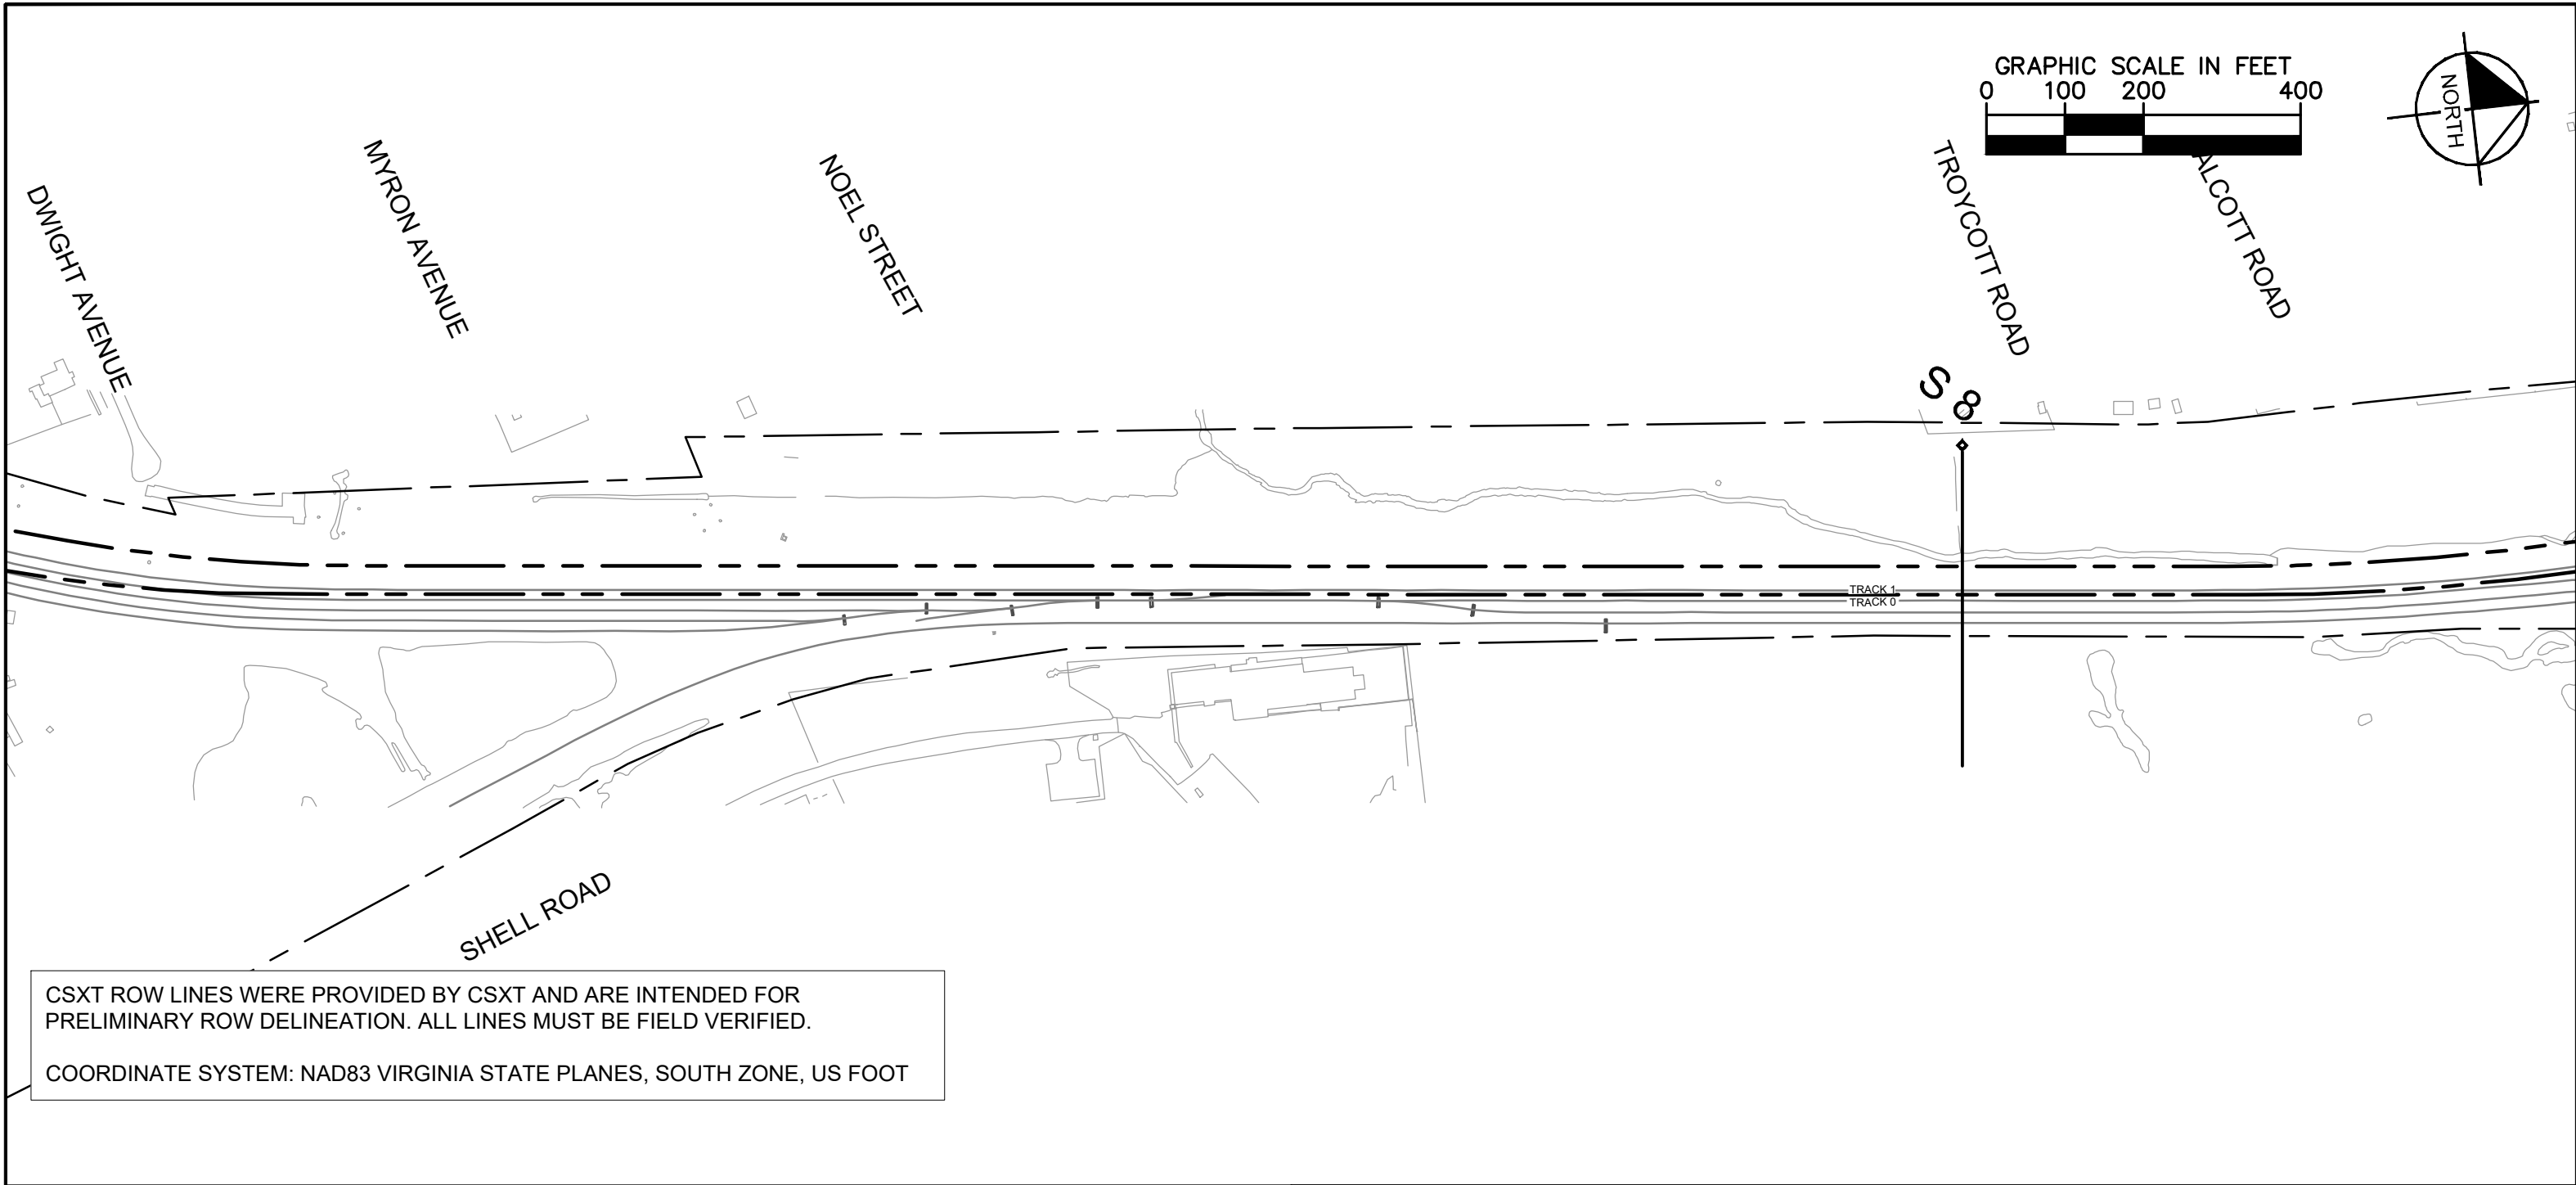 GRAPHIC SCALE IN FEET
0 100 200 400
NORTH
DWIGHT AVENUE
MYRON AVENUE
NOEL STREET
TROYCOTT ROAD
ALCOTT ROAD
S 8
TRACK 1
TRACK 0
SHELL ROAD
CSXT ROW LINES WERE PROVIDED BY CSXT AND ARE INTENDED FOR
PRELIMINARY ROW DELINEATION. ALL LINES MUST BE FIELD VERIFIED.
COORDINATE SYSTEM: NAD83 VIRGINIA STATE PLANES, SOUTH ZONE, US FOOT